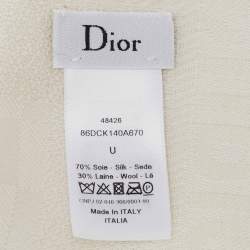 Dior
48426
86DCK140A670
U
70% Soie - Silk - Seda
30% Laine - Wool - Lã
Made In ITALY
ITALIA